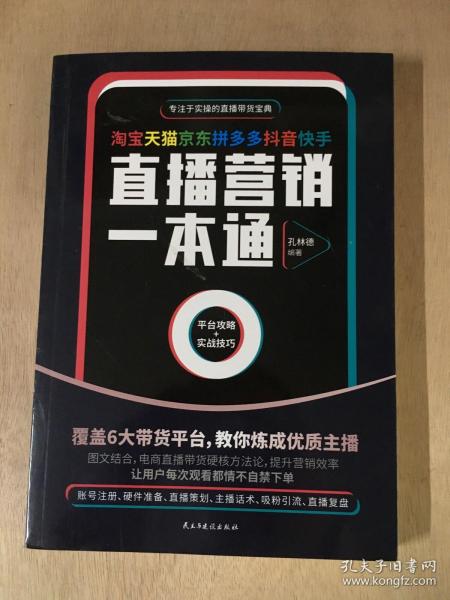 专注于实操的直播带货宝典
淘宝天猫京东拼多多抖音快手
直播营销
一本通
孔林德
编著
平台攻略
+
实战技巧
覆盖6大带货平台，教你炼成优质主播
图文结合，电商直播带货硬核方法论，提升营销效率
让用户每次观看都情不自禁下单
账号注册、硬件准备、直播策划、主播话术、吸粉引流、直播复盘
民主与建设出版社
孔夫子旧书网
www.kongfz.com